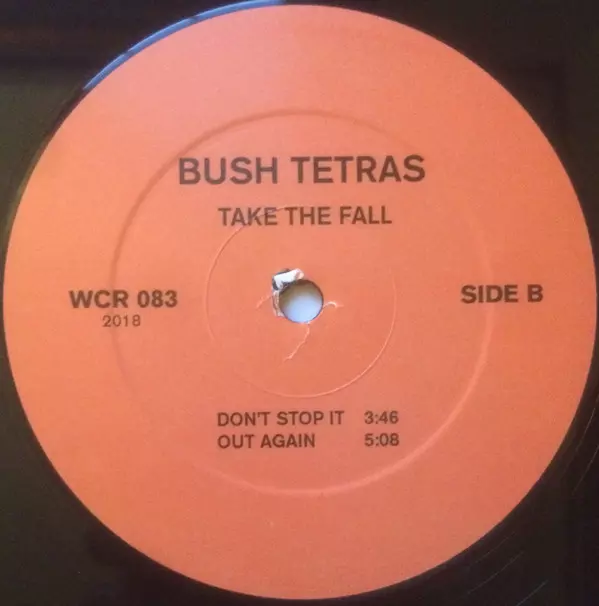 BUSH TETRAS
TAKE THE FALL
WCR 083
2018
SIDE B
DON'T STOP IT 3:46
OUT AGAIN 5:08